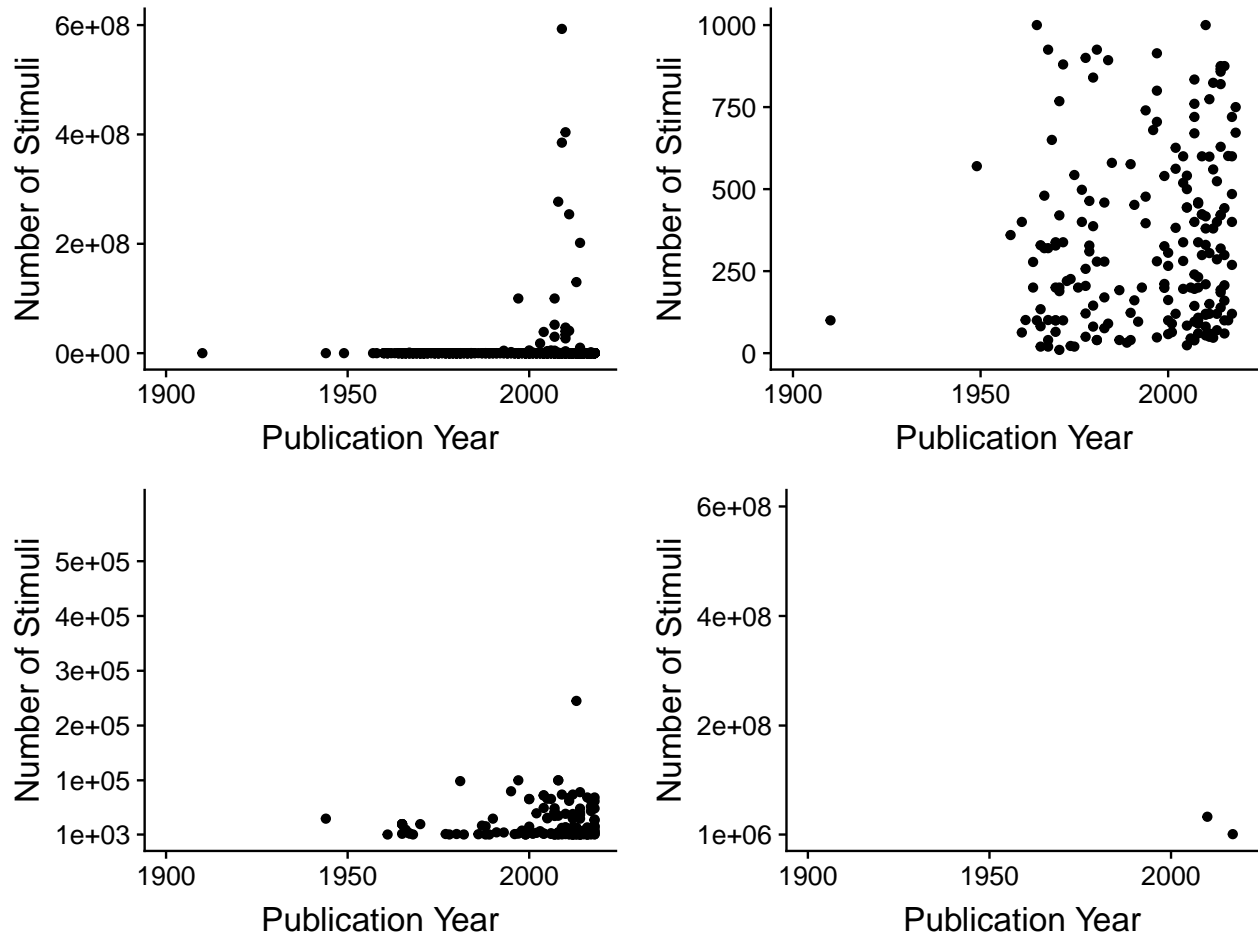 Number of Stimuli
6e+08
4e+08
2e+08
0e+00
1900
1950
2000
Publication Year
Number of Stimuli
1000
750
500
250
0
1900
1950
2000
Publication Year
Number of Stimuli
5e+05
4e+05
3e+05
2e+05
1e+05
1e+03
1900
1950
2000
Publication Year
Number of Stimuli
6e+08
4e+08
2e+08
1e+06
1900
1950
2000
Publication Year